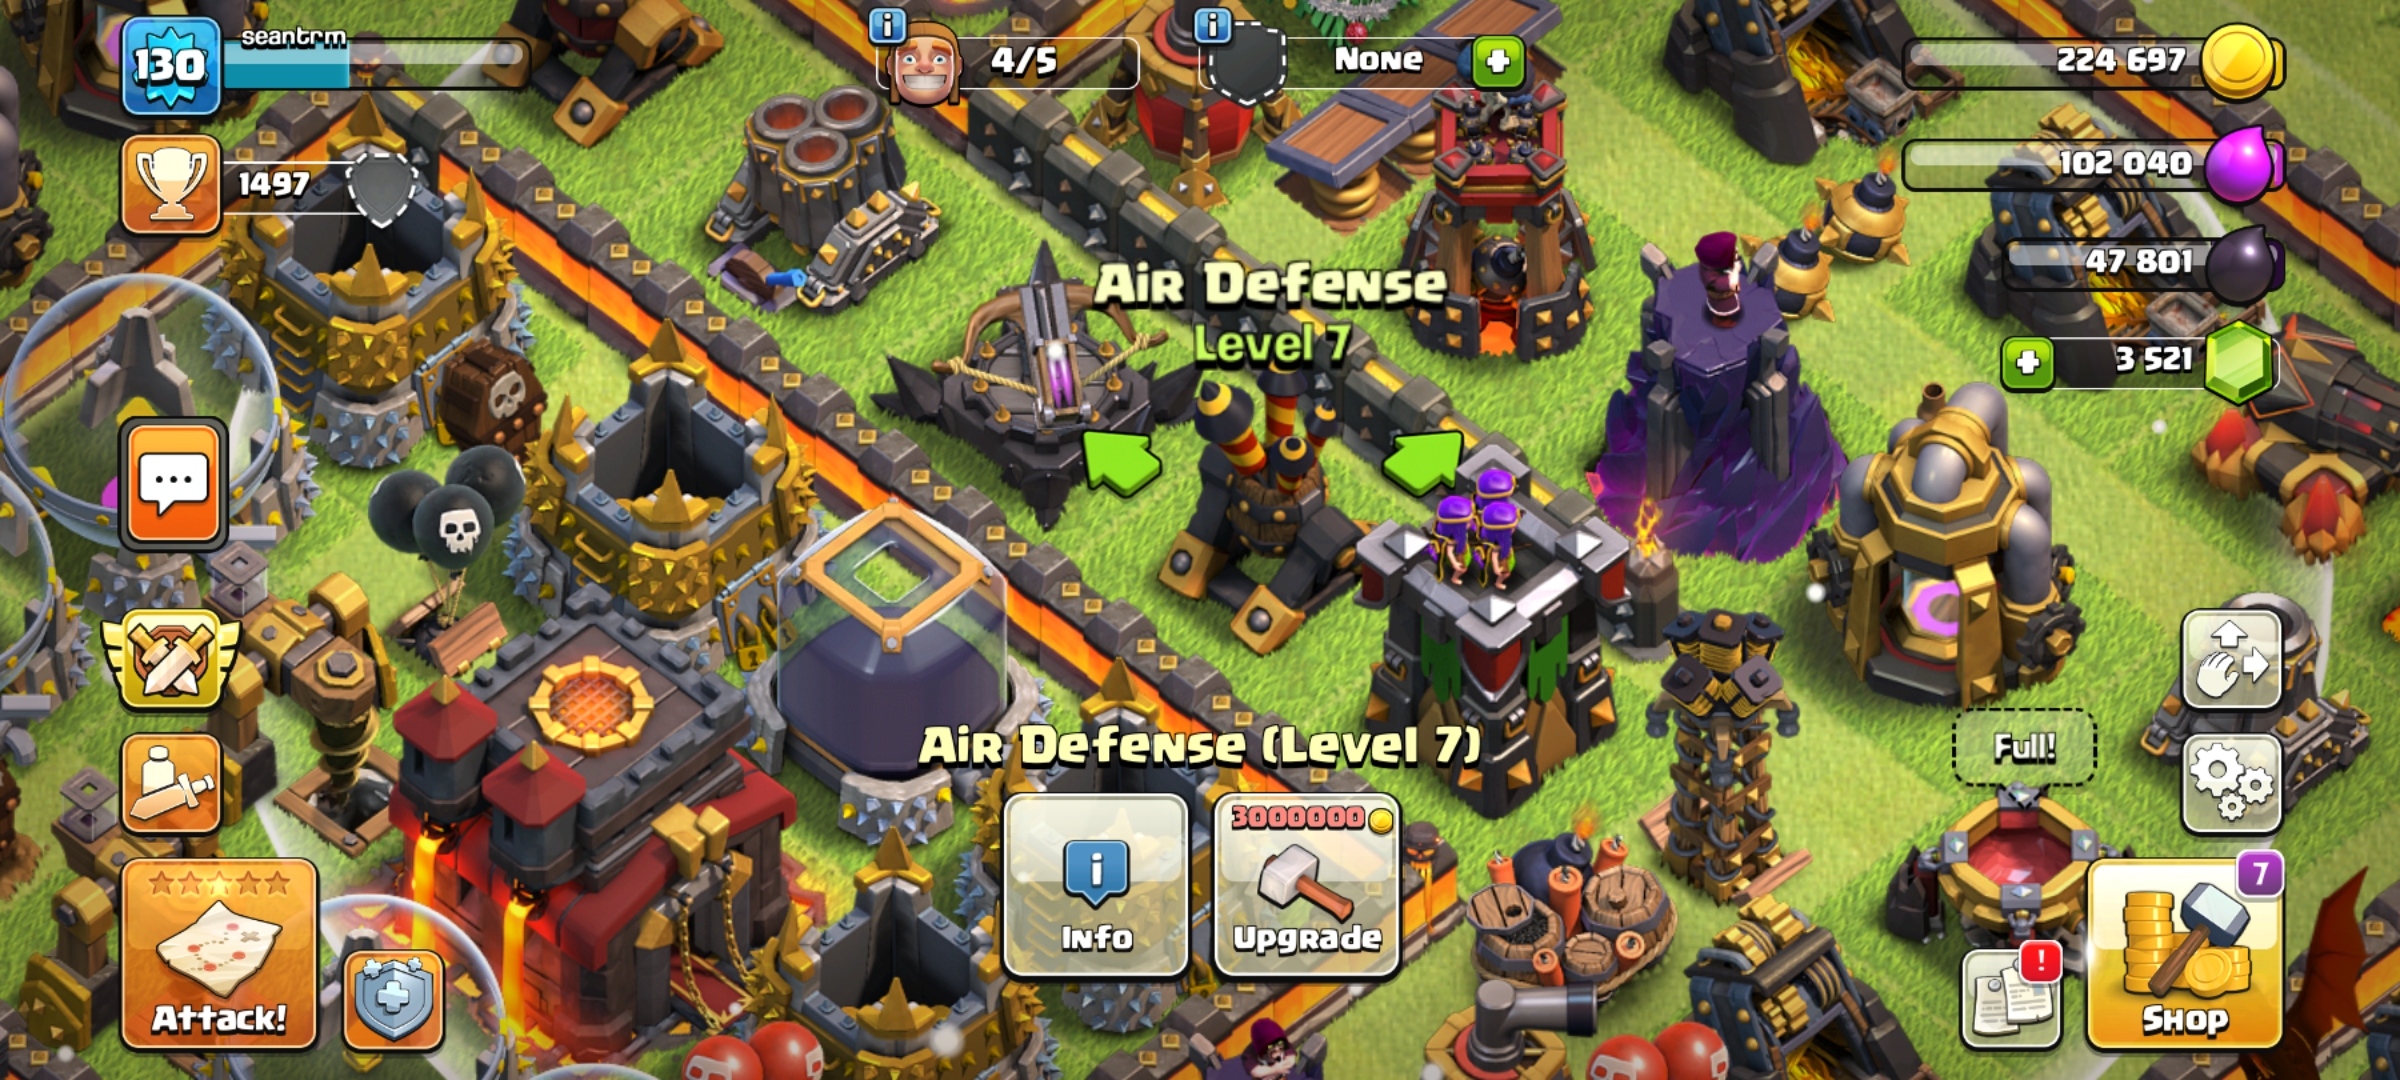 130
seantrm
4/5
None
224 697
1497
102 040
47 801
3 521
Air Defense
Level 7
Full!
Air Defense (Level 7)
3000000
Info
Upgrade
7
!
Attack!
Shop